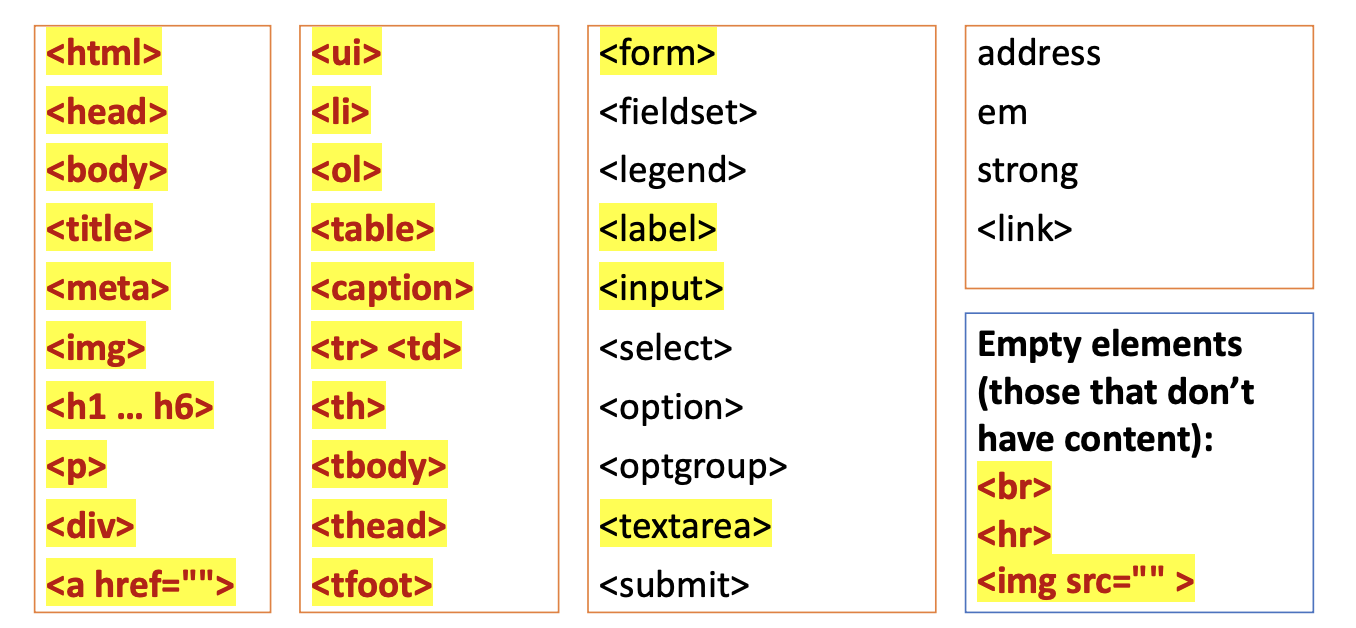 <html>
<head>
<body>
<title>
<meta>
<img>
<h1 ... h6>
<p>
<div>
<a href="">
<ui>
<li>
<ol>
<table>
<caption>
<tr> <td>
<th>
<tbody>
<thead>
<tfoot>
<form>
<fieldset>
<legend>
<label>
<input>
<select>
<option>
<optgroup>
<textarea>
<submit>
address
em
strong
<link>
Empty elements
(those that don’t
have content):
<br>
<hr>
<img src="" >